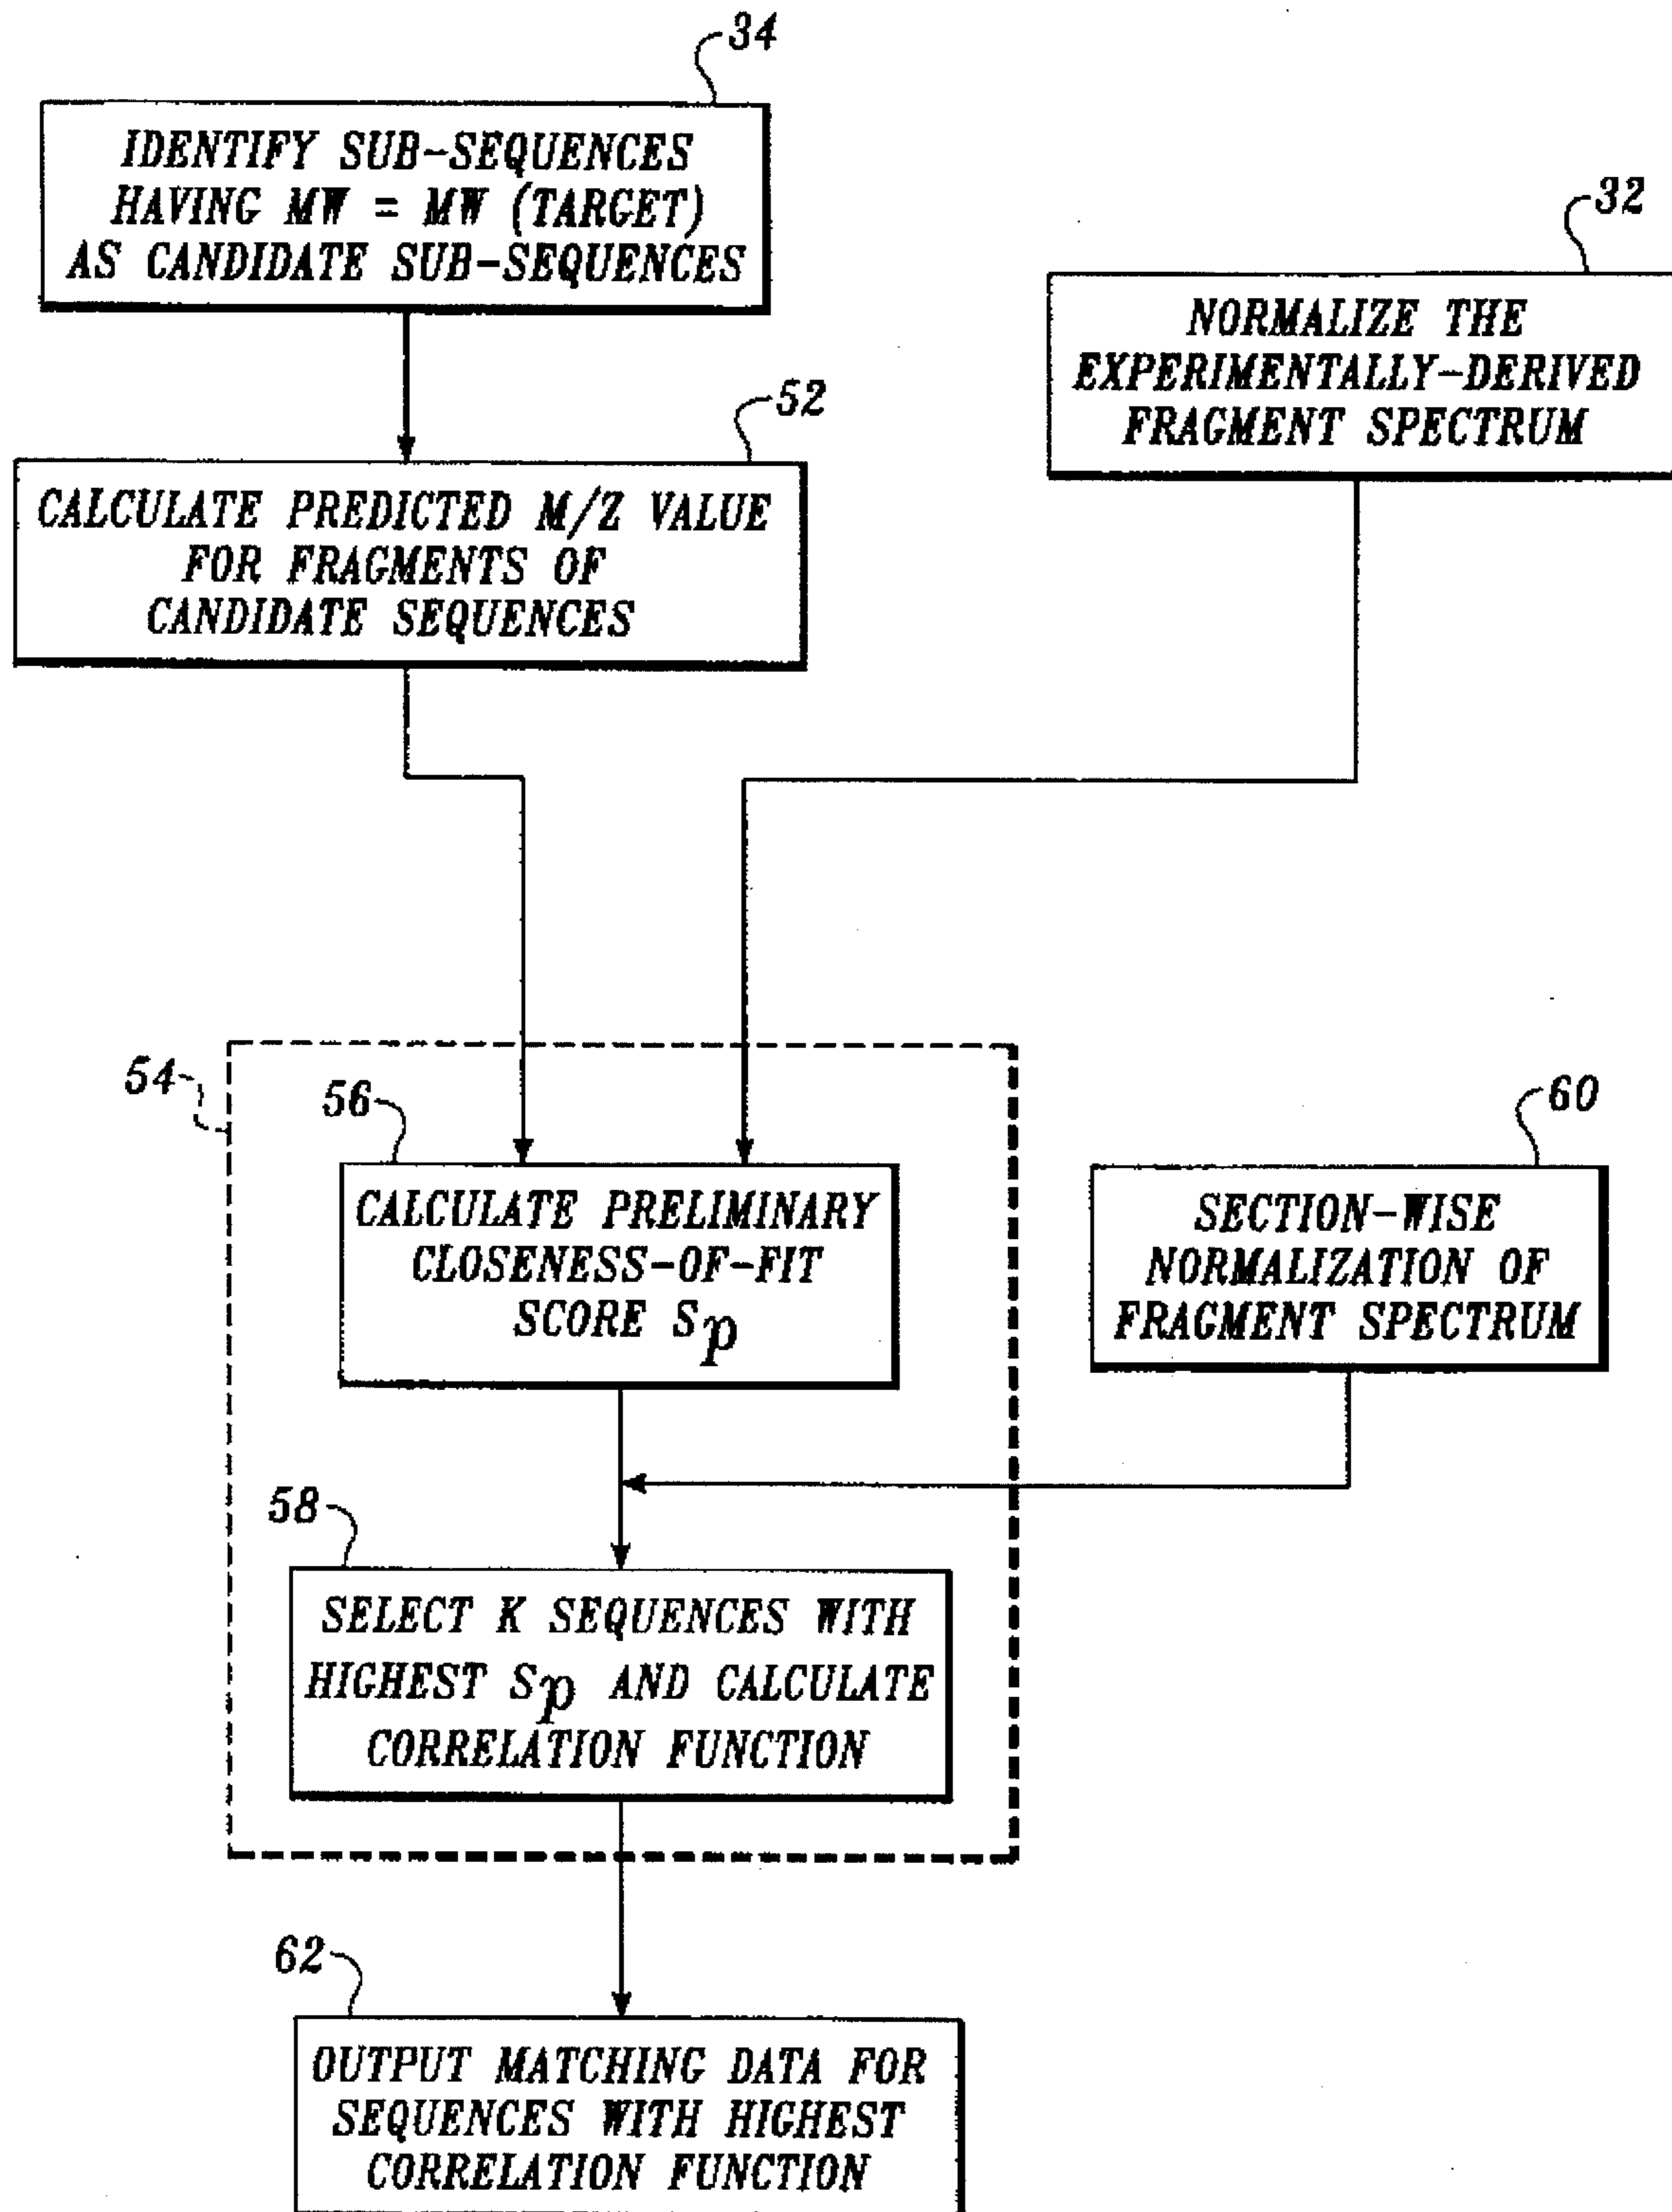 34
IDENTIFY SUB-SEQUENCES
HAVING MW = MW (TARGET)
AS CANDIDATE SUB-SEQUENCES
32
NORMALIZE THE
EXPERIMENTALLY-DERIVED
FRAGMENT SPECTRUM
52
CALCULATE PREDICTED M/Z VALUE
FOR FRAGMENTS OF
CANDIDATE SEQUENCES
54
56
CALCULATE PRELIMINARY
CLOSENESS-OF-FIT
SCORE Sp
60
SECTION-WISE
NORMALIZATION OF
FRAGMENT SPECTRUM
58
SELECT K SEQUENCES WITH
HIGHEST Sp AND CALCULATE
CORRELATION FUNCTION
62
OUTPUT MATCHING DATA FOR
SEQUENCES WITH HIGHEST
CORRELATION FUNCTION